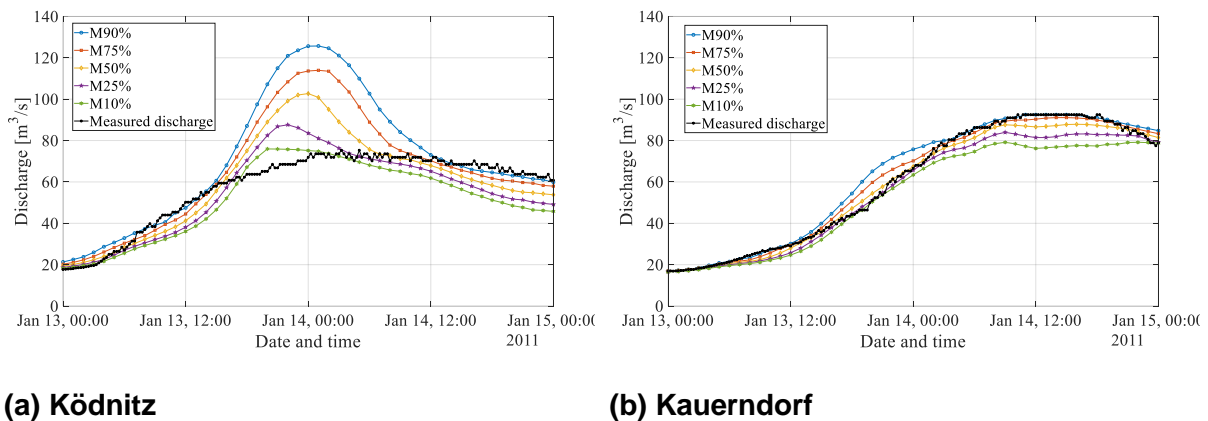 140
120
100
80
60
40
20
0
Discharge [m³/s]
M90%
M75%
M50%
M25%
M10%
Measured discharge
Jan 13, 00:00 Jan 13, 12:00 Jan 14, 00:00 Jan 14, 12:00 Jan 15, 00:00
2011
Date and time
(a) Ködnitz
140
120
100
80
60
40
20
0
Discharge [m³/s]
M90%
M75%
M50%
M25%
M10%
Measured discharge
Jan 13, 00:00 Jan 13, 12:00 Jan 14, 00:00 Jan 14, 12:00 Jan 15, 00:00
2011
Date and time
(b) Kauerndorf